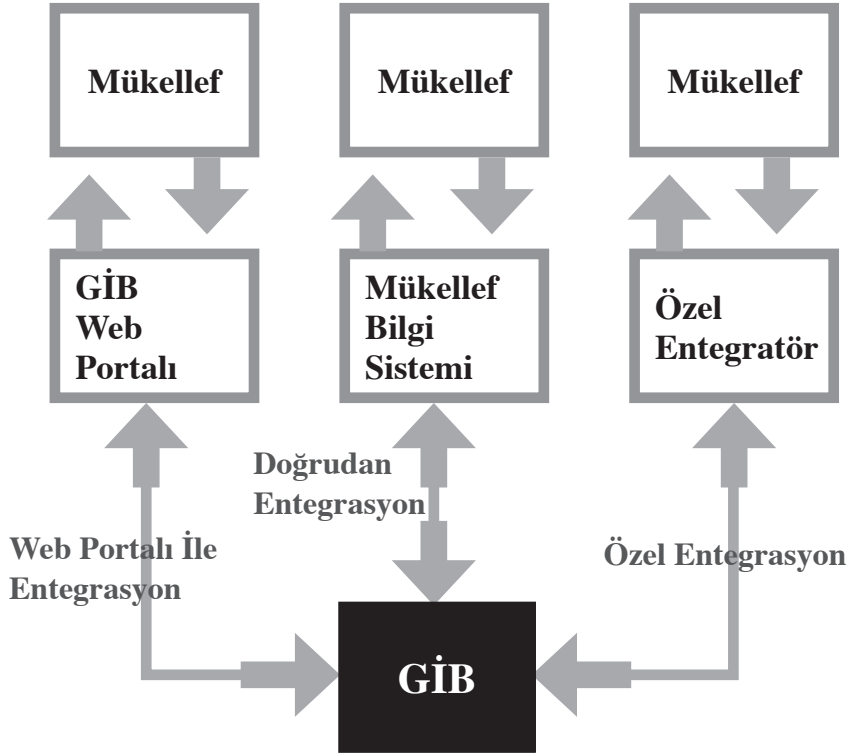 Mükellef
Mükellef
Mükellef
GİB
Web
Portalı
Mükellef
Bilgi
Sistemi
Özel
Entegratör
Doğrudan
Entegrasyon
Web Portalı İle
Entegrasyon
Özel Entegrasyon
GİB